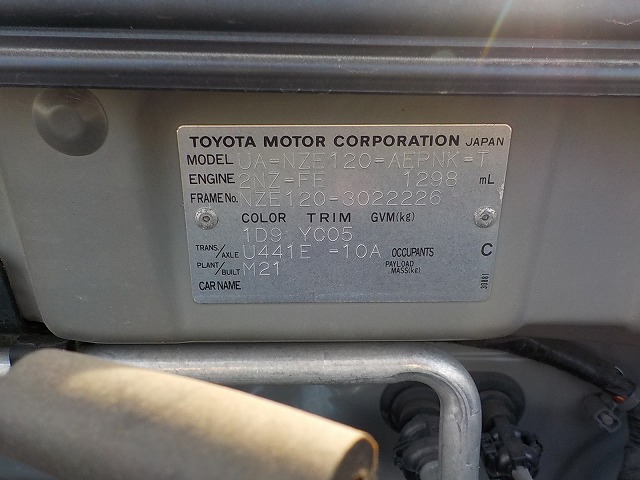 TOYOTA MOTOR CORPORATION JAPAN
MODEL UA-NZE120-AEPNK-T
ENGINE 2NZ-FE 1298 mL
FRAME No. NZE120-3022226
COLOR TRIM GVM(kg)
1D9 YC05
TRANS./AXLE U441E -10A OCCUPANTS C
PLANT/BUILT M21 PAYLOAD MASS(kg)
CAR NAME
30881